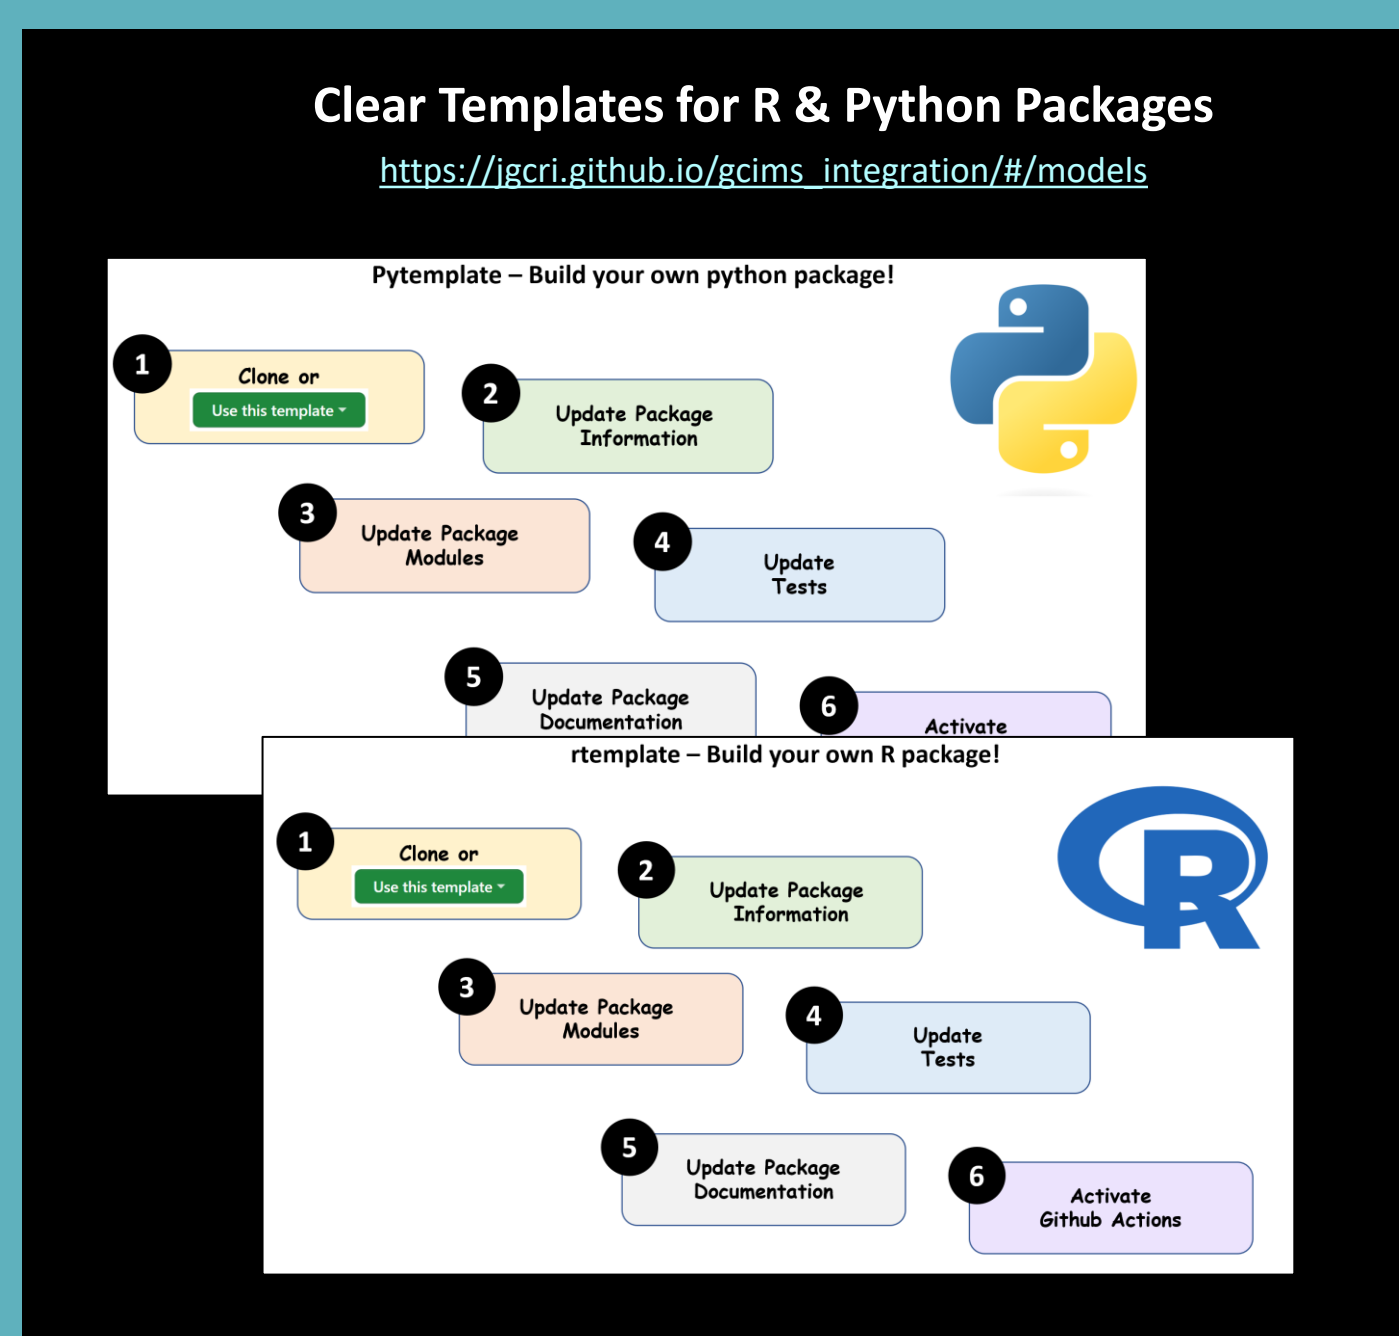 Clear Templates for R & Python Packages
https://jgcri.github.io/gcims_integration/#/models
Pytemplate – Build your own python package!
1
Clone or
Use this template
2
Update Package
Information
3
Update Package
Modules
4
Update
Tests
5
Update Package
Documentation
6
Activate
rtemplate – Build your own R package!
R
1
Clone or
Use this template
2
Update Package
Information
3
Update Package
Modules
4
Update
Tests
5
Update Package
Documentation
6
Activate
Github Actions